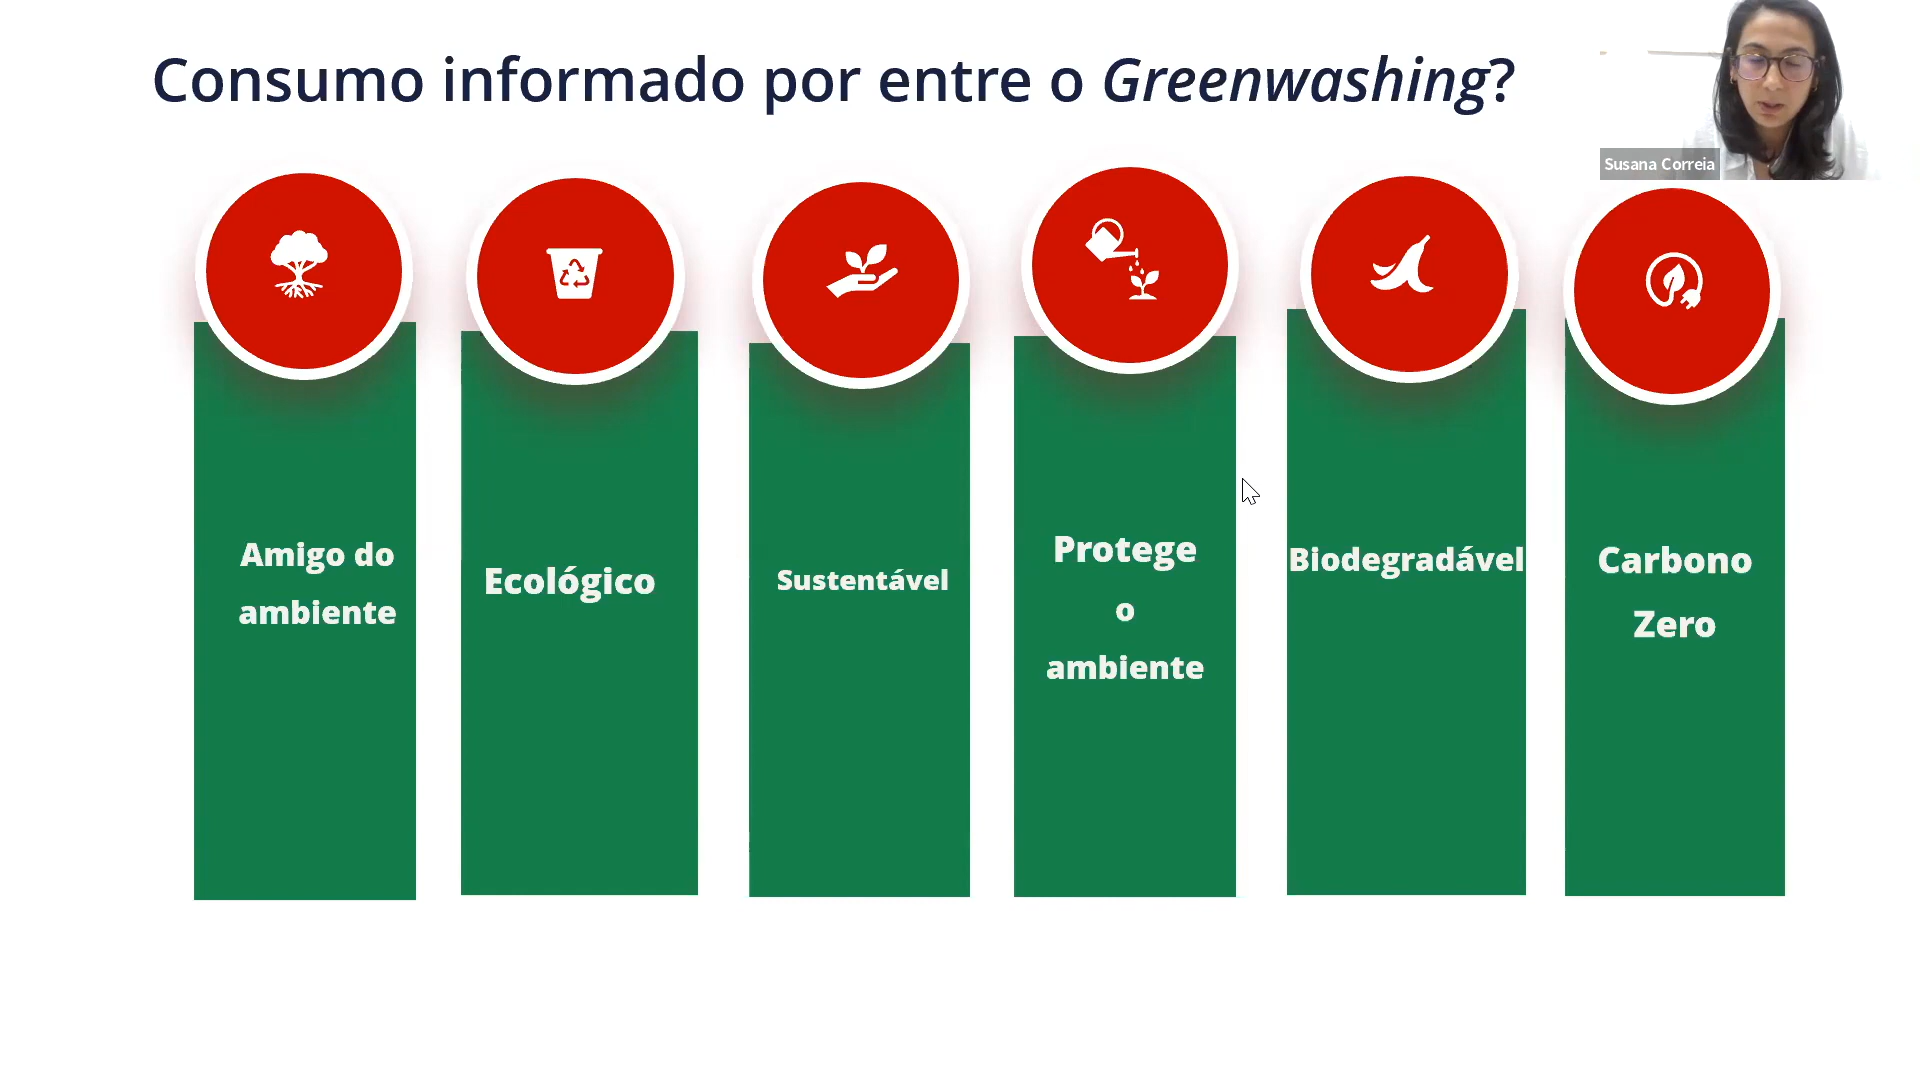 Consumo informado por entre o Greenwashing?
Susana Correia
Amigo do
ambiente
Ecológico
Sustentável
Protege
o
ambiente
Biodegradável
Carbono
Zero